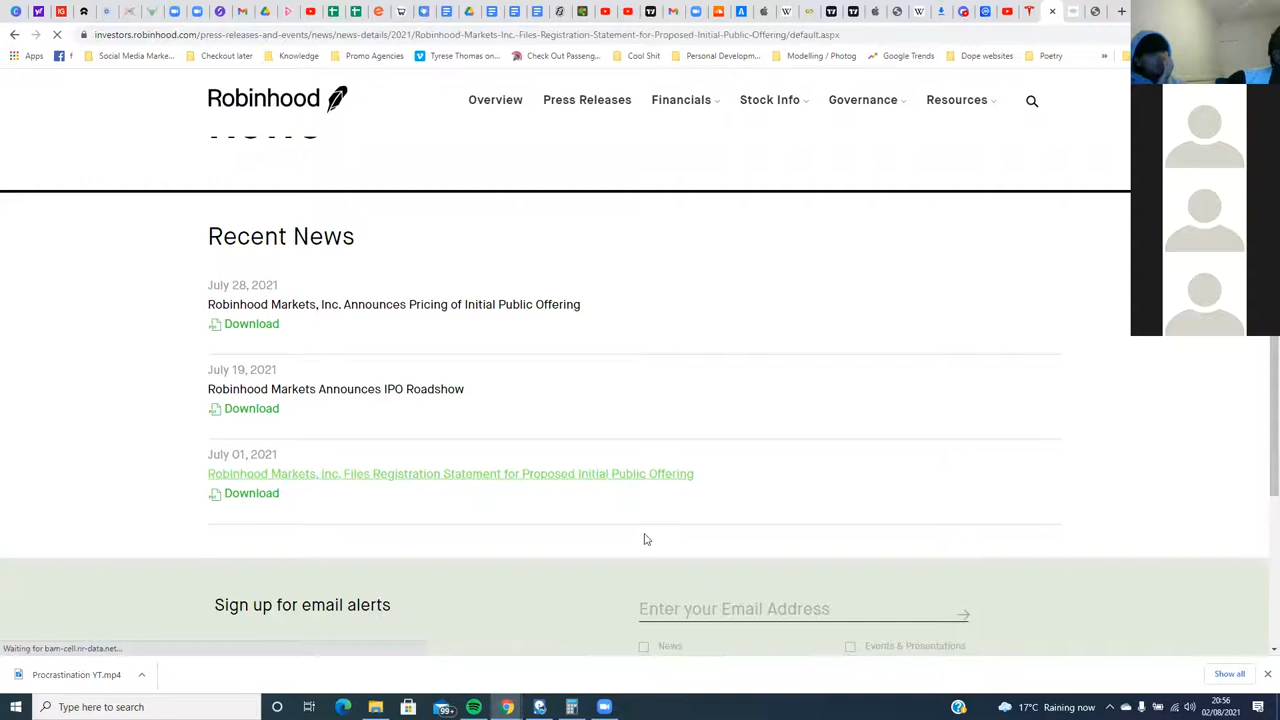 investors.robinhood.com/press-releases-and-events/news/news-details/2021/Robinhood-Markets-Inc.-Files-Registration-Statement-for-Proposed-Initial-Public-Offering/default.aspx
Apps
f
Social Media Marke...
Checkout later
Knowledge
Promo Agencies
Tyrese Thomas on...
Check Out Passeng...
Cool Shit
Personal Developm...
Modelling / Photog
Google Trends
Dope websites
Poetry
»
Robinhood
Overview
Press Releases
Financials
Stock Info
Governance
Resources
Recent News
July 28, 2021
Robinhood Markets, Inc. Announces Pricing of Initial Public Offering
Download
July 19, 2021
Robinhood Markets Announces IPO Roadshow
Download
July 01, 2021
Robinhood Markets, Inc. Files Registration Statement for Proposed Initial Public Offering
Download
Sign up for email alerts
Enter your Email Address
News
Events & Presentations
Waiting for bam-cell.nr-data.net...
Procrastination YT.mp4
Show all
Type here to search
99+
17°C Raining now
20:56
02/08/2021